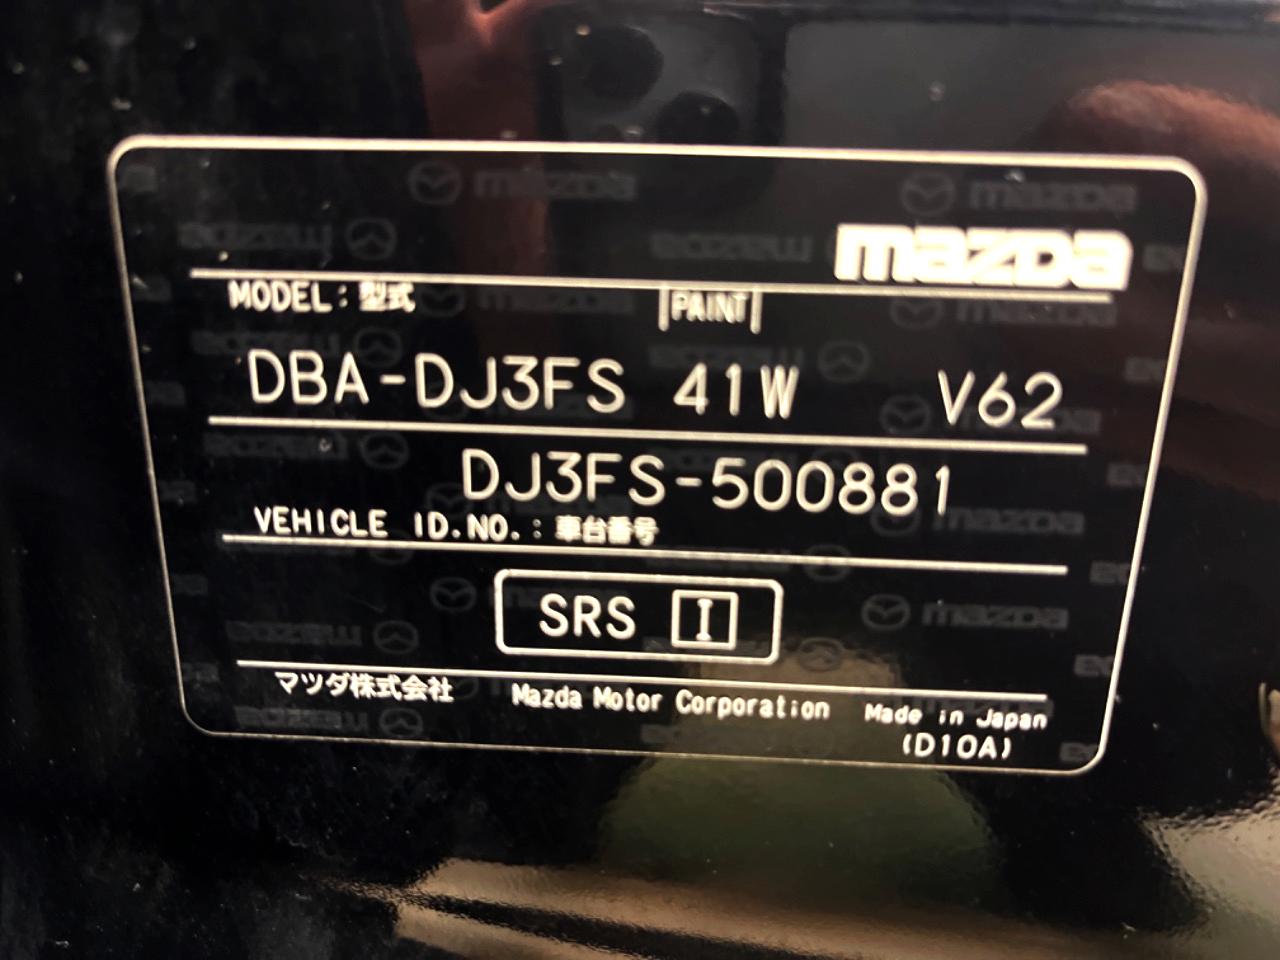 mazda
MODEL：型式 PAINT
DBA-DJ3FS 41W V62
DJ3FS-500881
VEHICLE ID.NO.：車台番号
SRS I
マツダ株式会社 Mazda Motor Corporation Made in Japan
(D10A)